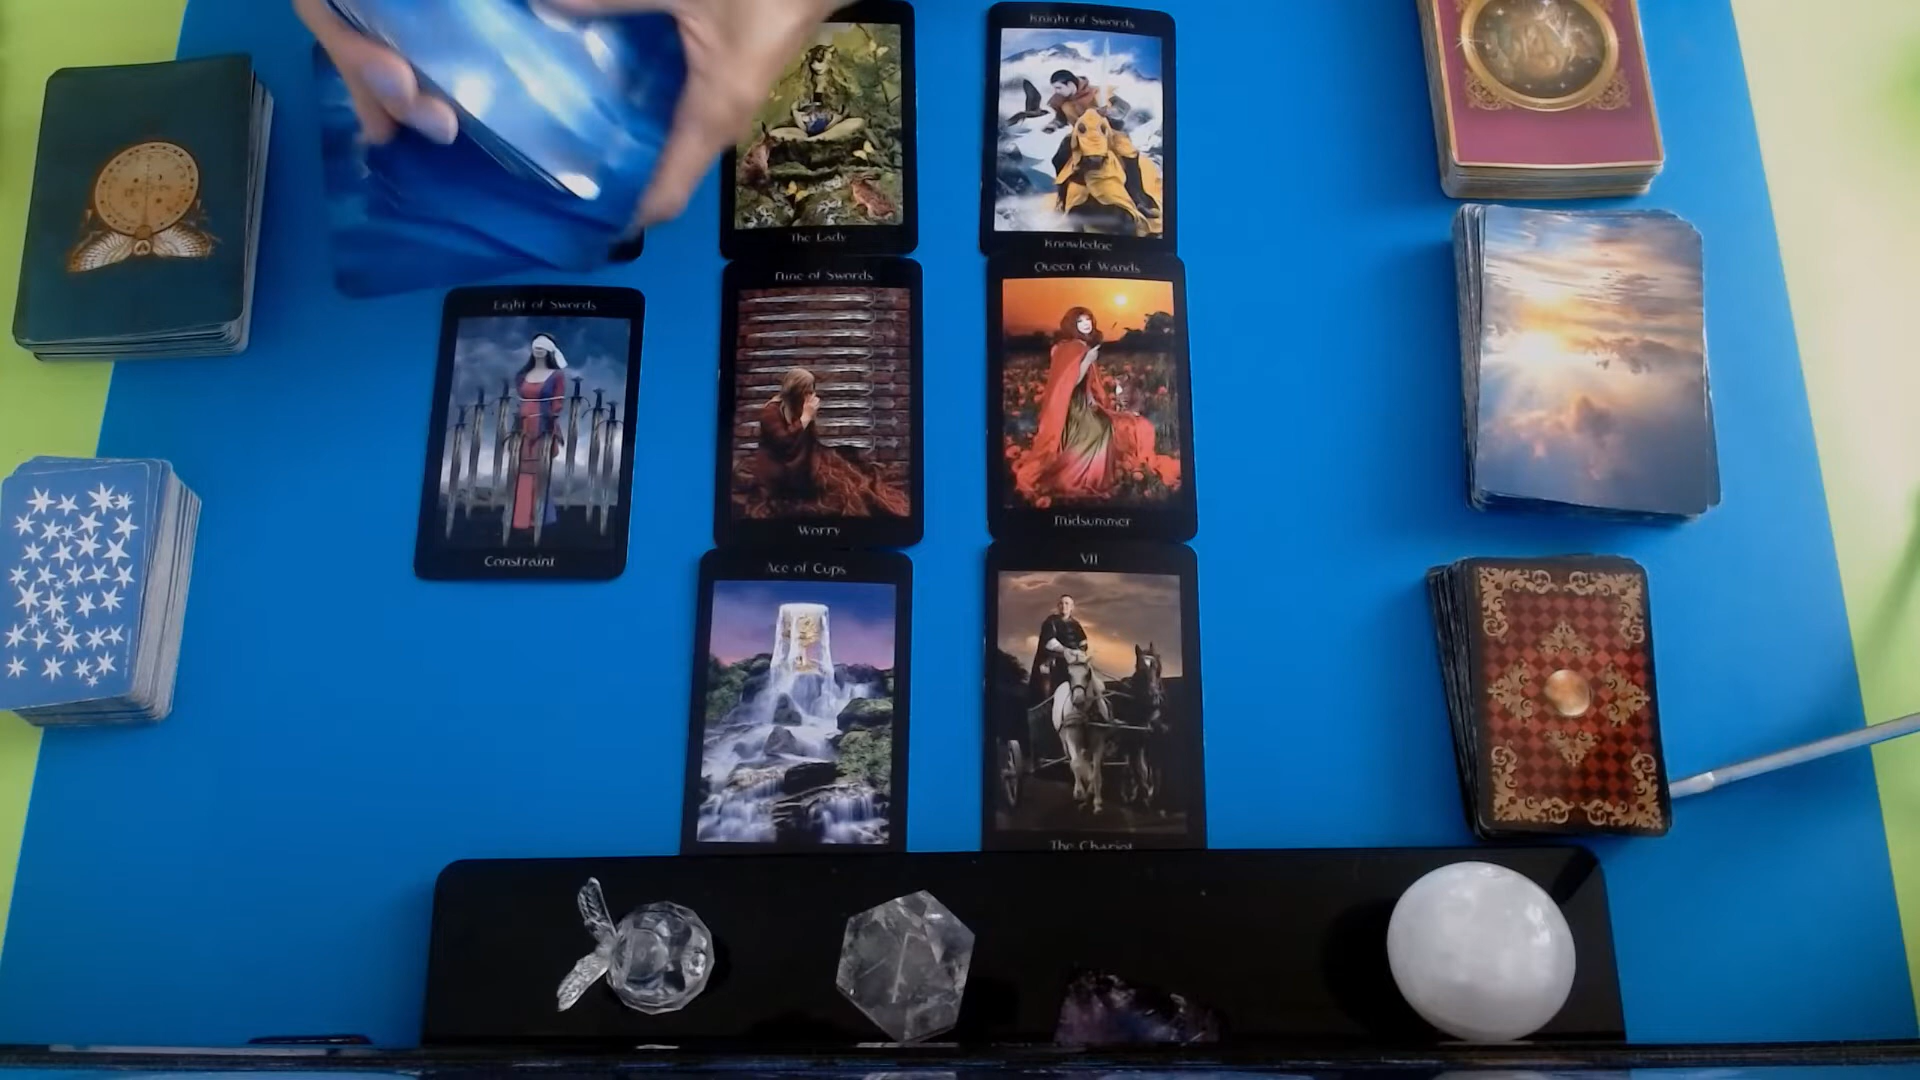 Knight of Swords
The Lady
Knowledge
Eight of Swords
Nine of Swords
Queen of Wands
Constraint
Worry
Midsummer
Ace of Cups
VII
The Chariot